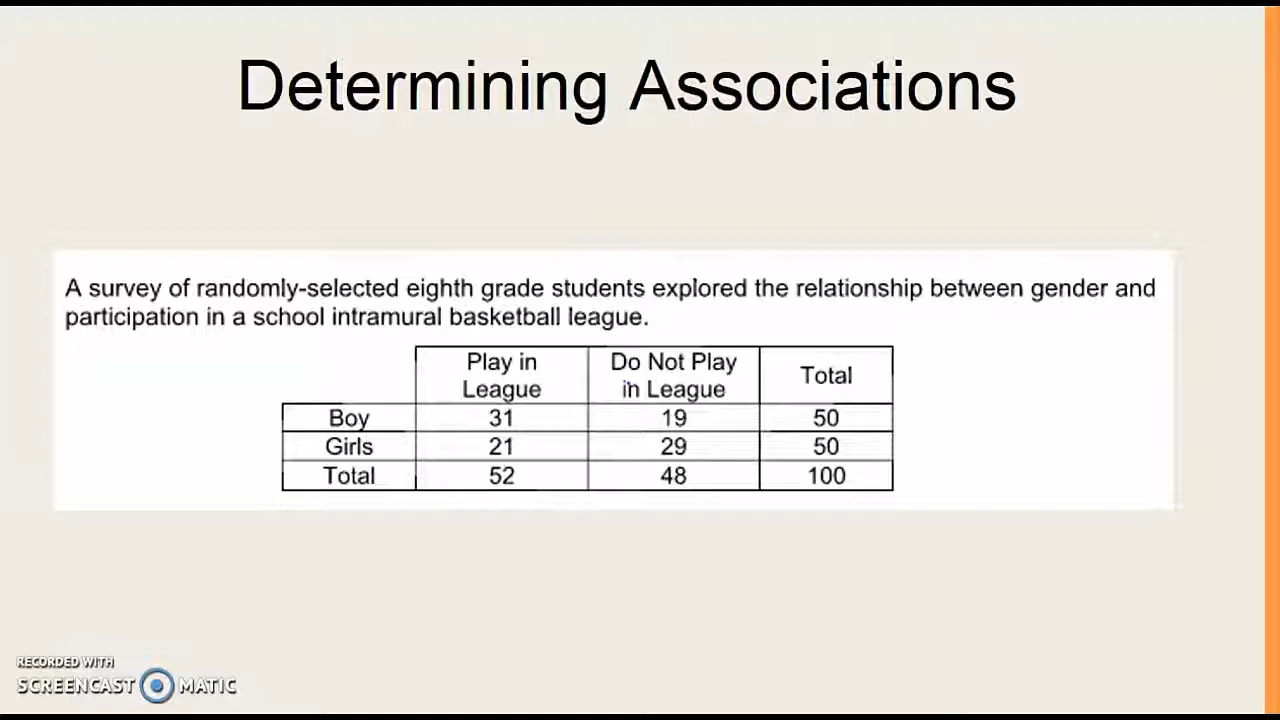 Determining Associations
A survey of randomly-selected eighth grade students explored the relationship between gender and
participation in a school intramural basketball league.
Play in League Do Not Play in League Total
Boy 31 19 50
Girls 21 29 50
Total 52 48 100
RECORDED WITH
SCREENCAST MATIC